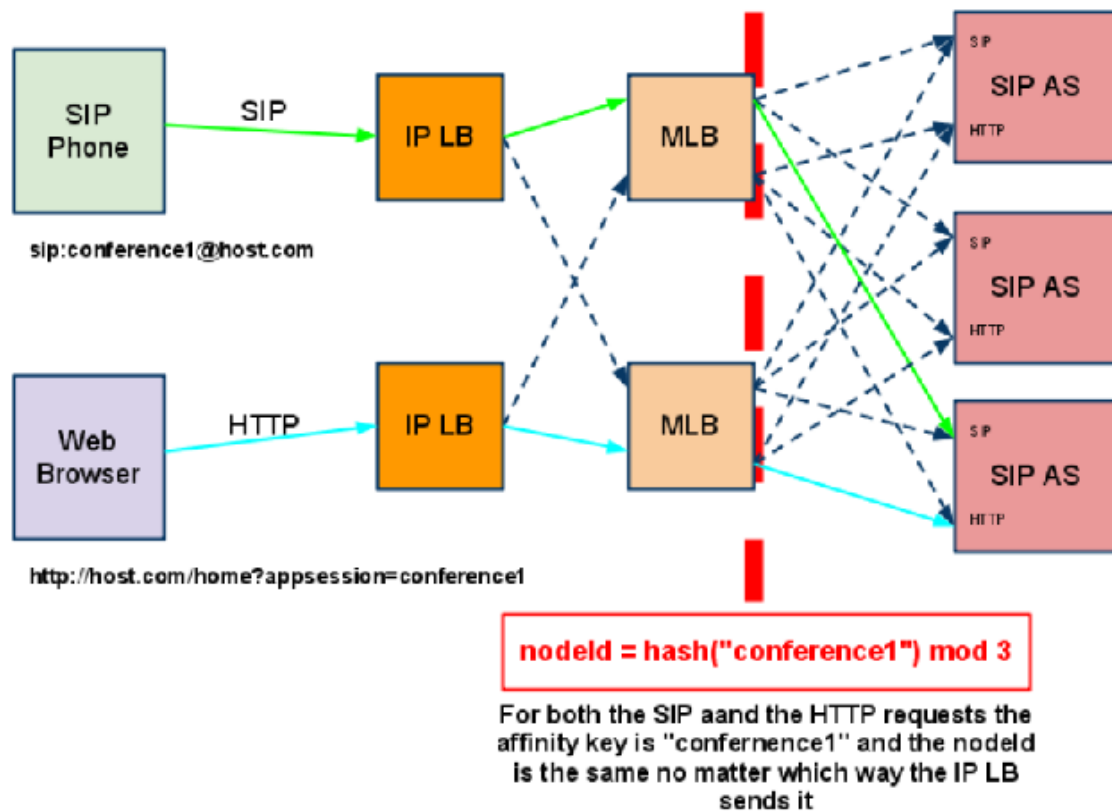 SIP
Phone
SIP
IP LB
MLB
SIP
SIP AS
HTTP
sip:conference1@host.com
SIP
SIP AS
HTTP
Web
Browser
HTTP
IP LB
MLB
SIP
SIP AS
HTTP
http://host.com/home?appsession=conference1
nodeId = hash("conference1") mod 3
For both the SIP aand the HTTP requests the
affinity key is "confernence1" and the nodeId
is the same no matter which way the IP LB
sends it